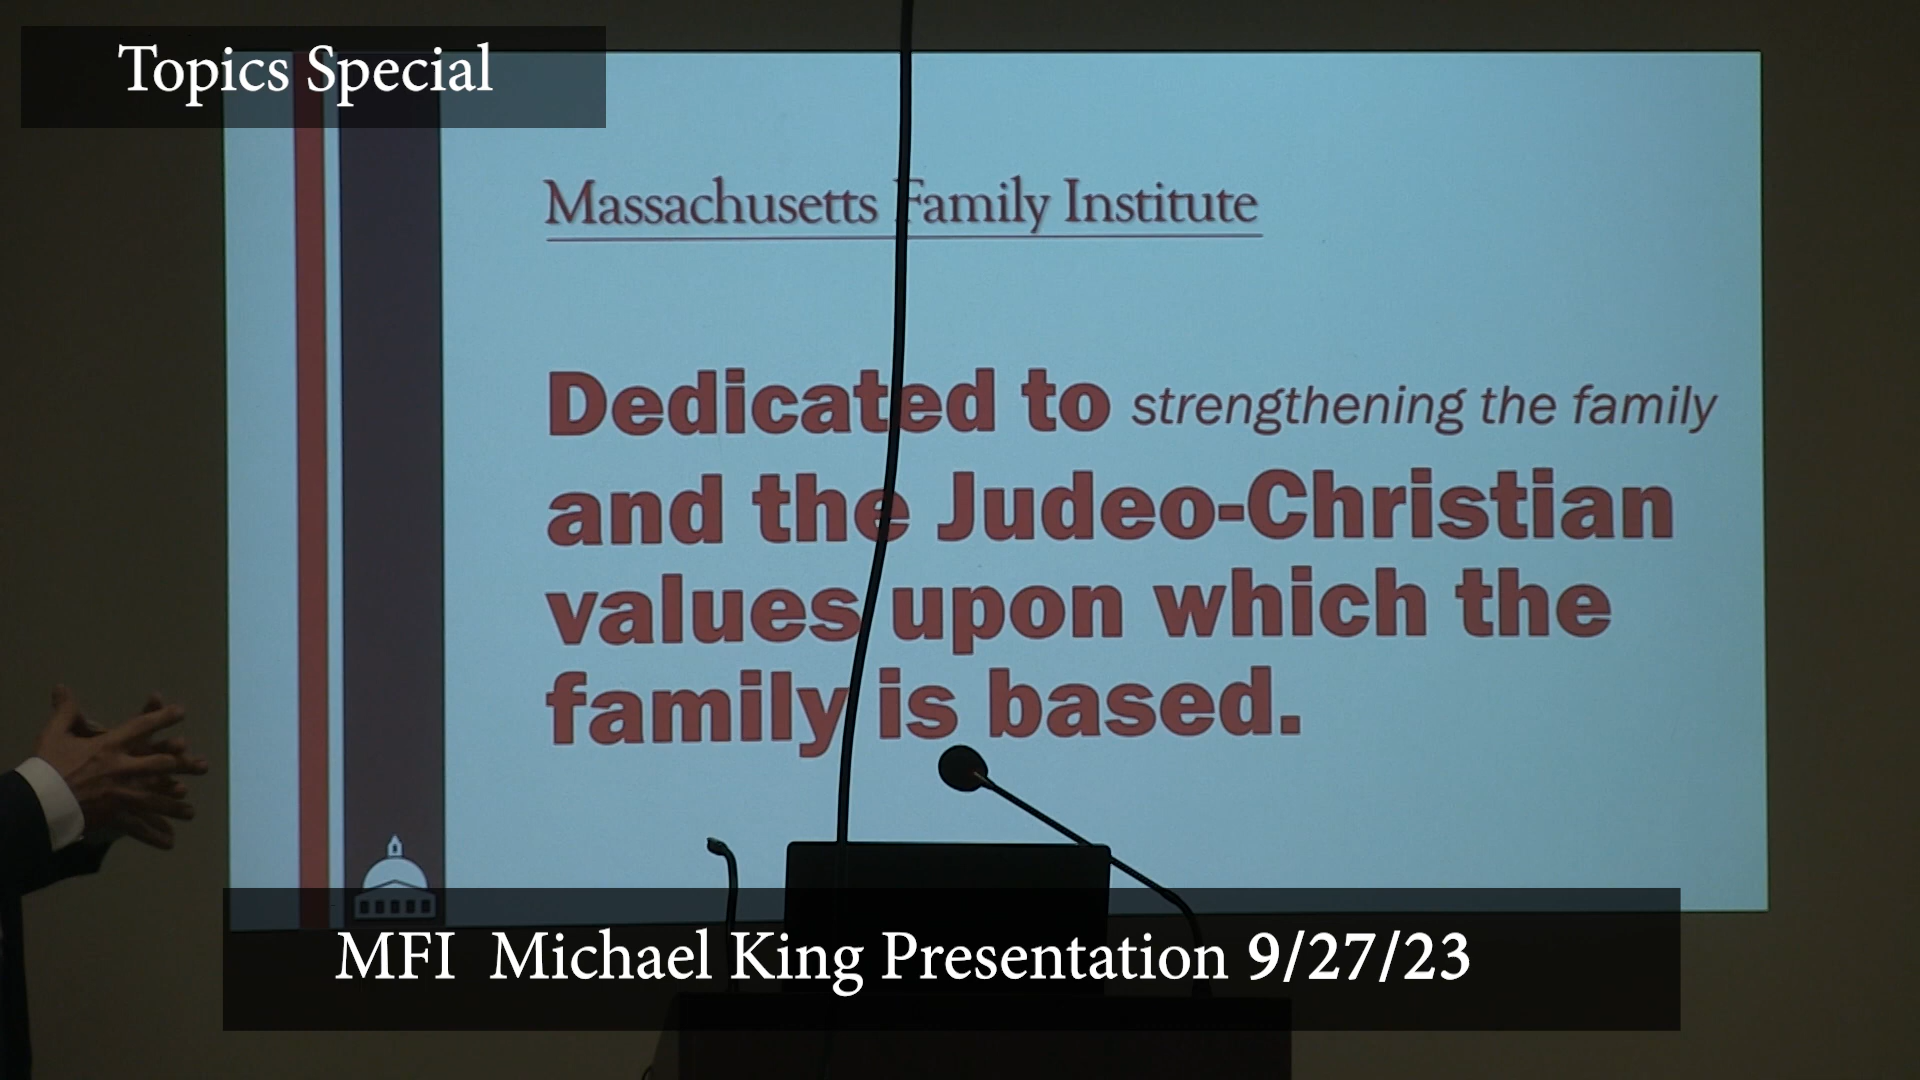 Topics Special
Massachusetts Family Institute
Dedicated to strengthening the family
and the Judeo-Christian
values upon which the
family is based.
MFI Michael King Presentation 9/27/23